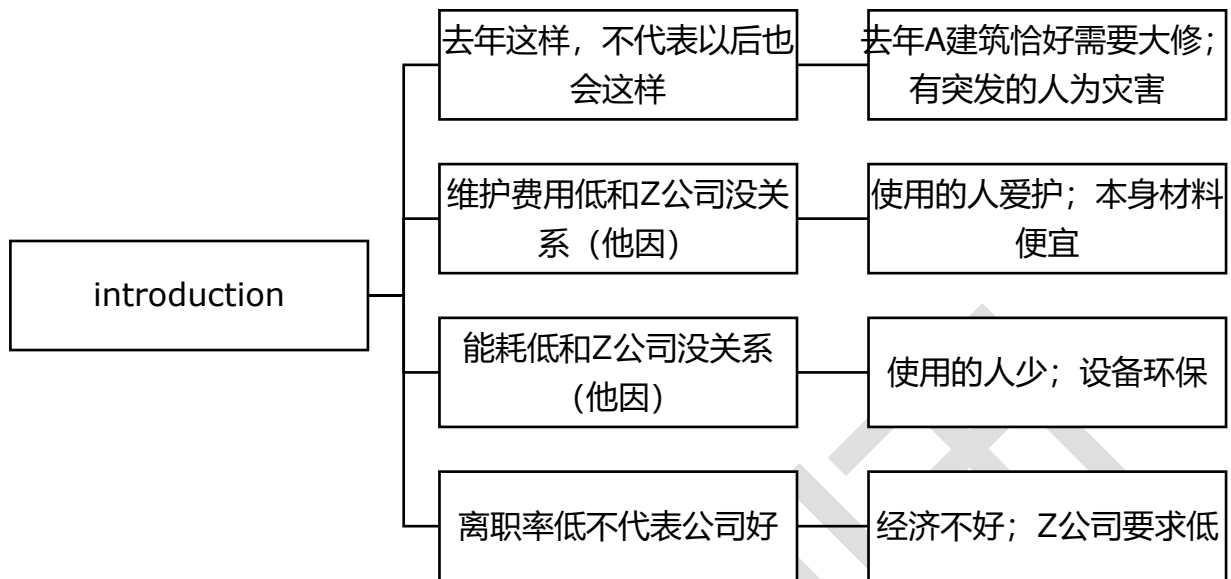 去年这样，不代表以后也
会这样
去年A建筑恰好需要大修；
有突发的人为灾害
维护费用低和Z公司没关
系（他因）
使用的人爱护；本身材料
便宜
introduction
能耗低和Z公司没关系
（他因）
使用的人少；设备环保
离职率低不代表公司好
经济不好；Z公司要求低